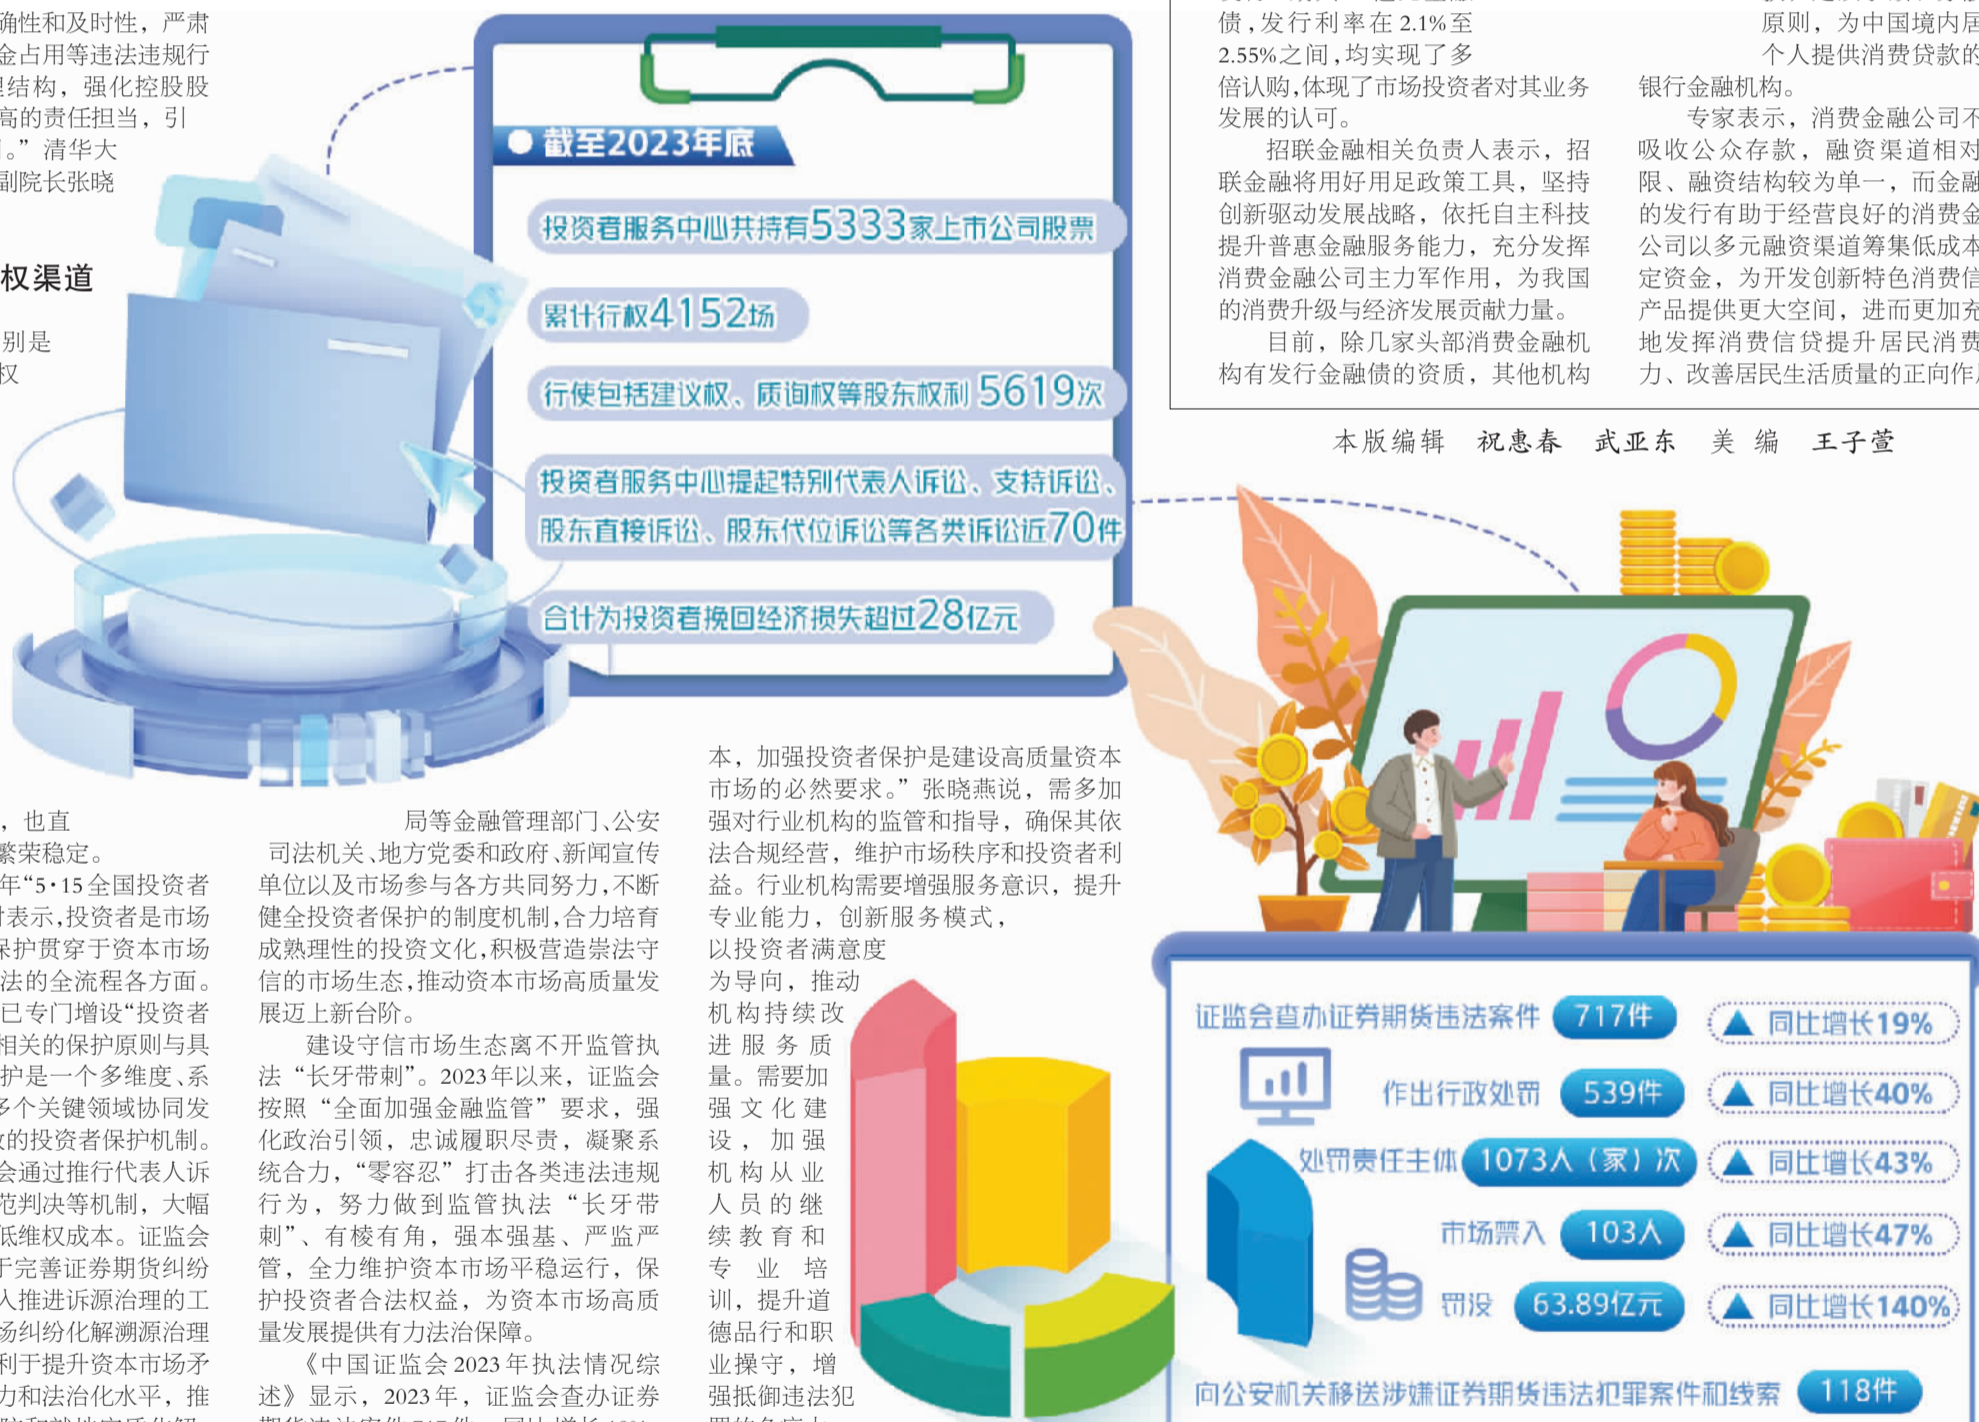 确性和及时性，严肃
金占用等违法违规行
理结构，强化控股股
高的责任担当，引
。”清华大
副院长张晓
权渠道
别是
权
截至2023年底
投资者服务中心共持有5333家上市公司股票
累计行权4152场
行使包括建议权、质询权等股东权利 5619次
投资者服务中心提起特别代表人诉讼、支持诉讼、
股东直接诉讼、股东代位诉讼等各类诉讼近70件
合计为投资者挽回经济损失超过28亿元
债，发行利率在2.1%至
2.55%之间，均实现了多
倍认购，体现了市场投资者对其业务
发展的认可。
招联金融相关负责人表示，招
联金融将用好用足政策工具，坚持
创新驱动发展战略，依托自主科技
提升普惠金融服务能力，充分发挥
消费金融公司主力军作用，为我国
的消费升级与经济发展贡献力量。
目前，除几家头部消费金融机
构有发行金融债的资质，其他机构
原则，为中国境内居
个人提供消费贷款的
银行金融机构。
专家表示，消费金融公司不
吸收公众存款，融资渠道相对
限、融资结构较为单一，而金融
的发行有助于经营良好的消费金
公司以多元融资渠道筹集低成本
定资金，为开发创新特色消费信
产品提供更大空间，进而更加充
地发挥消费信贷提升居民消费
力、改善居民生活质量的正向作用
本版编辑 祝惠春 武亚东 美 编 王子萱
，也直
繁荣稳定。
年“5·15全国投资者
表示，投资者是市场
保护贯穿于资本市场
法的全流程各方面。
已专门增设“投资者
相关的保护原则与具
护是一个多维度、系
多个关键领域协同发
效的投资者保护机制。
会通过推行代表人诉
范判决等机制，大幅
低维权成本。证监会
于完善证券期货纠纷
入推进诉源治理的工
场纠纷化解溯源治理
利于提升资本市场矛
力和法治化水平，推
局等金融管理部门、公安
司法机关、地方党委和政府、新闻宣传
单位以及市场参与各方共同努力，不断
健全投资者保护的制度机制，合力培育
成熟理性的投资文化，积极营造崇法守
信的市场生态，推动资本市场高质量发
展迈上新台阶。
建设守信市场生态离不开监管执
法“长牙带刺”。2023年以来，证监会
按照“全面加强金融监管”要求，强
化政治引领，忠诚履职尽责，凝聚系
统合力，“零容忍”打击各类违法违规
行为，努力做到监管执法“长牙带
刺”、有棱有角，强本强基、严监严
管，全力维护资本市场平稳运行，保
护投资者合法权益，为资本市场高质
量发展提供有力法治保障。
《中国证监会2023年执法情况综
述》显示，2023年，证监会查办证券
本，加强投资者保护是建设高质量资本
市场的必然要求。”张晓燕说，需多加
强对行业机构的监管和指导，确保其依
法合规经营，维护市场秩序和投资者利
益。行业机构需要增强服务意识，提升
专业能力，创新服务模式，
以投资者满意度
为导向，推动
机构持续改
进服务质
量。需要加
强文化建
设，加强
机构从业
人员的继
续教育和
专业培
训，提升道
德品行和职
业操守，增
强抵御违法犯
证监会查办证券期货违法案件 717件 同比增长19%
作出行政处罚 539件 同比增长40%
处罚责任主体 1073人（家）次 同比增长43%
市场禁入 103人 同比增长47%
罚没 63.89亿元 同比增长140%
向公安机关移送涉嫌证券期货违法犯罪案件和线索 118件